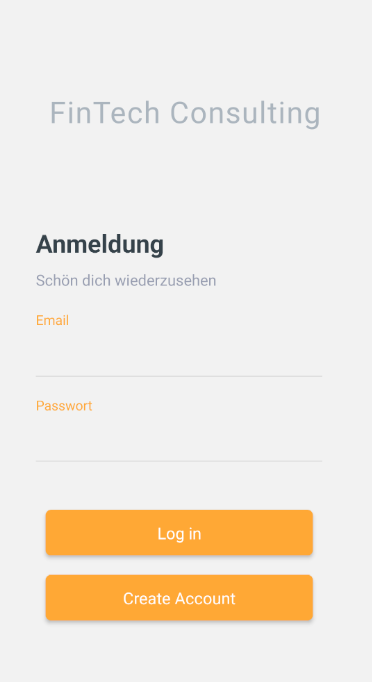 FinTech Consulting
Anmeldung
Schön dich wiederzusehen
Email
Passwort
Log in
Create Account